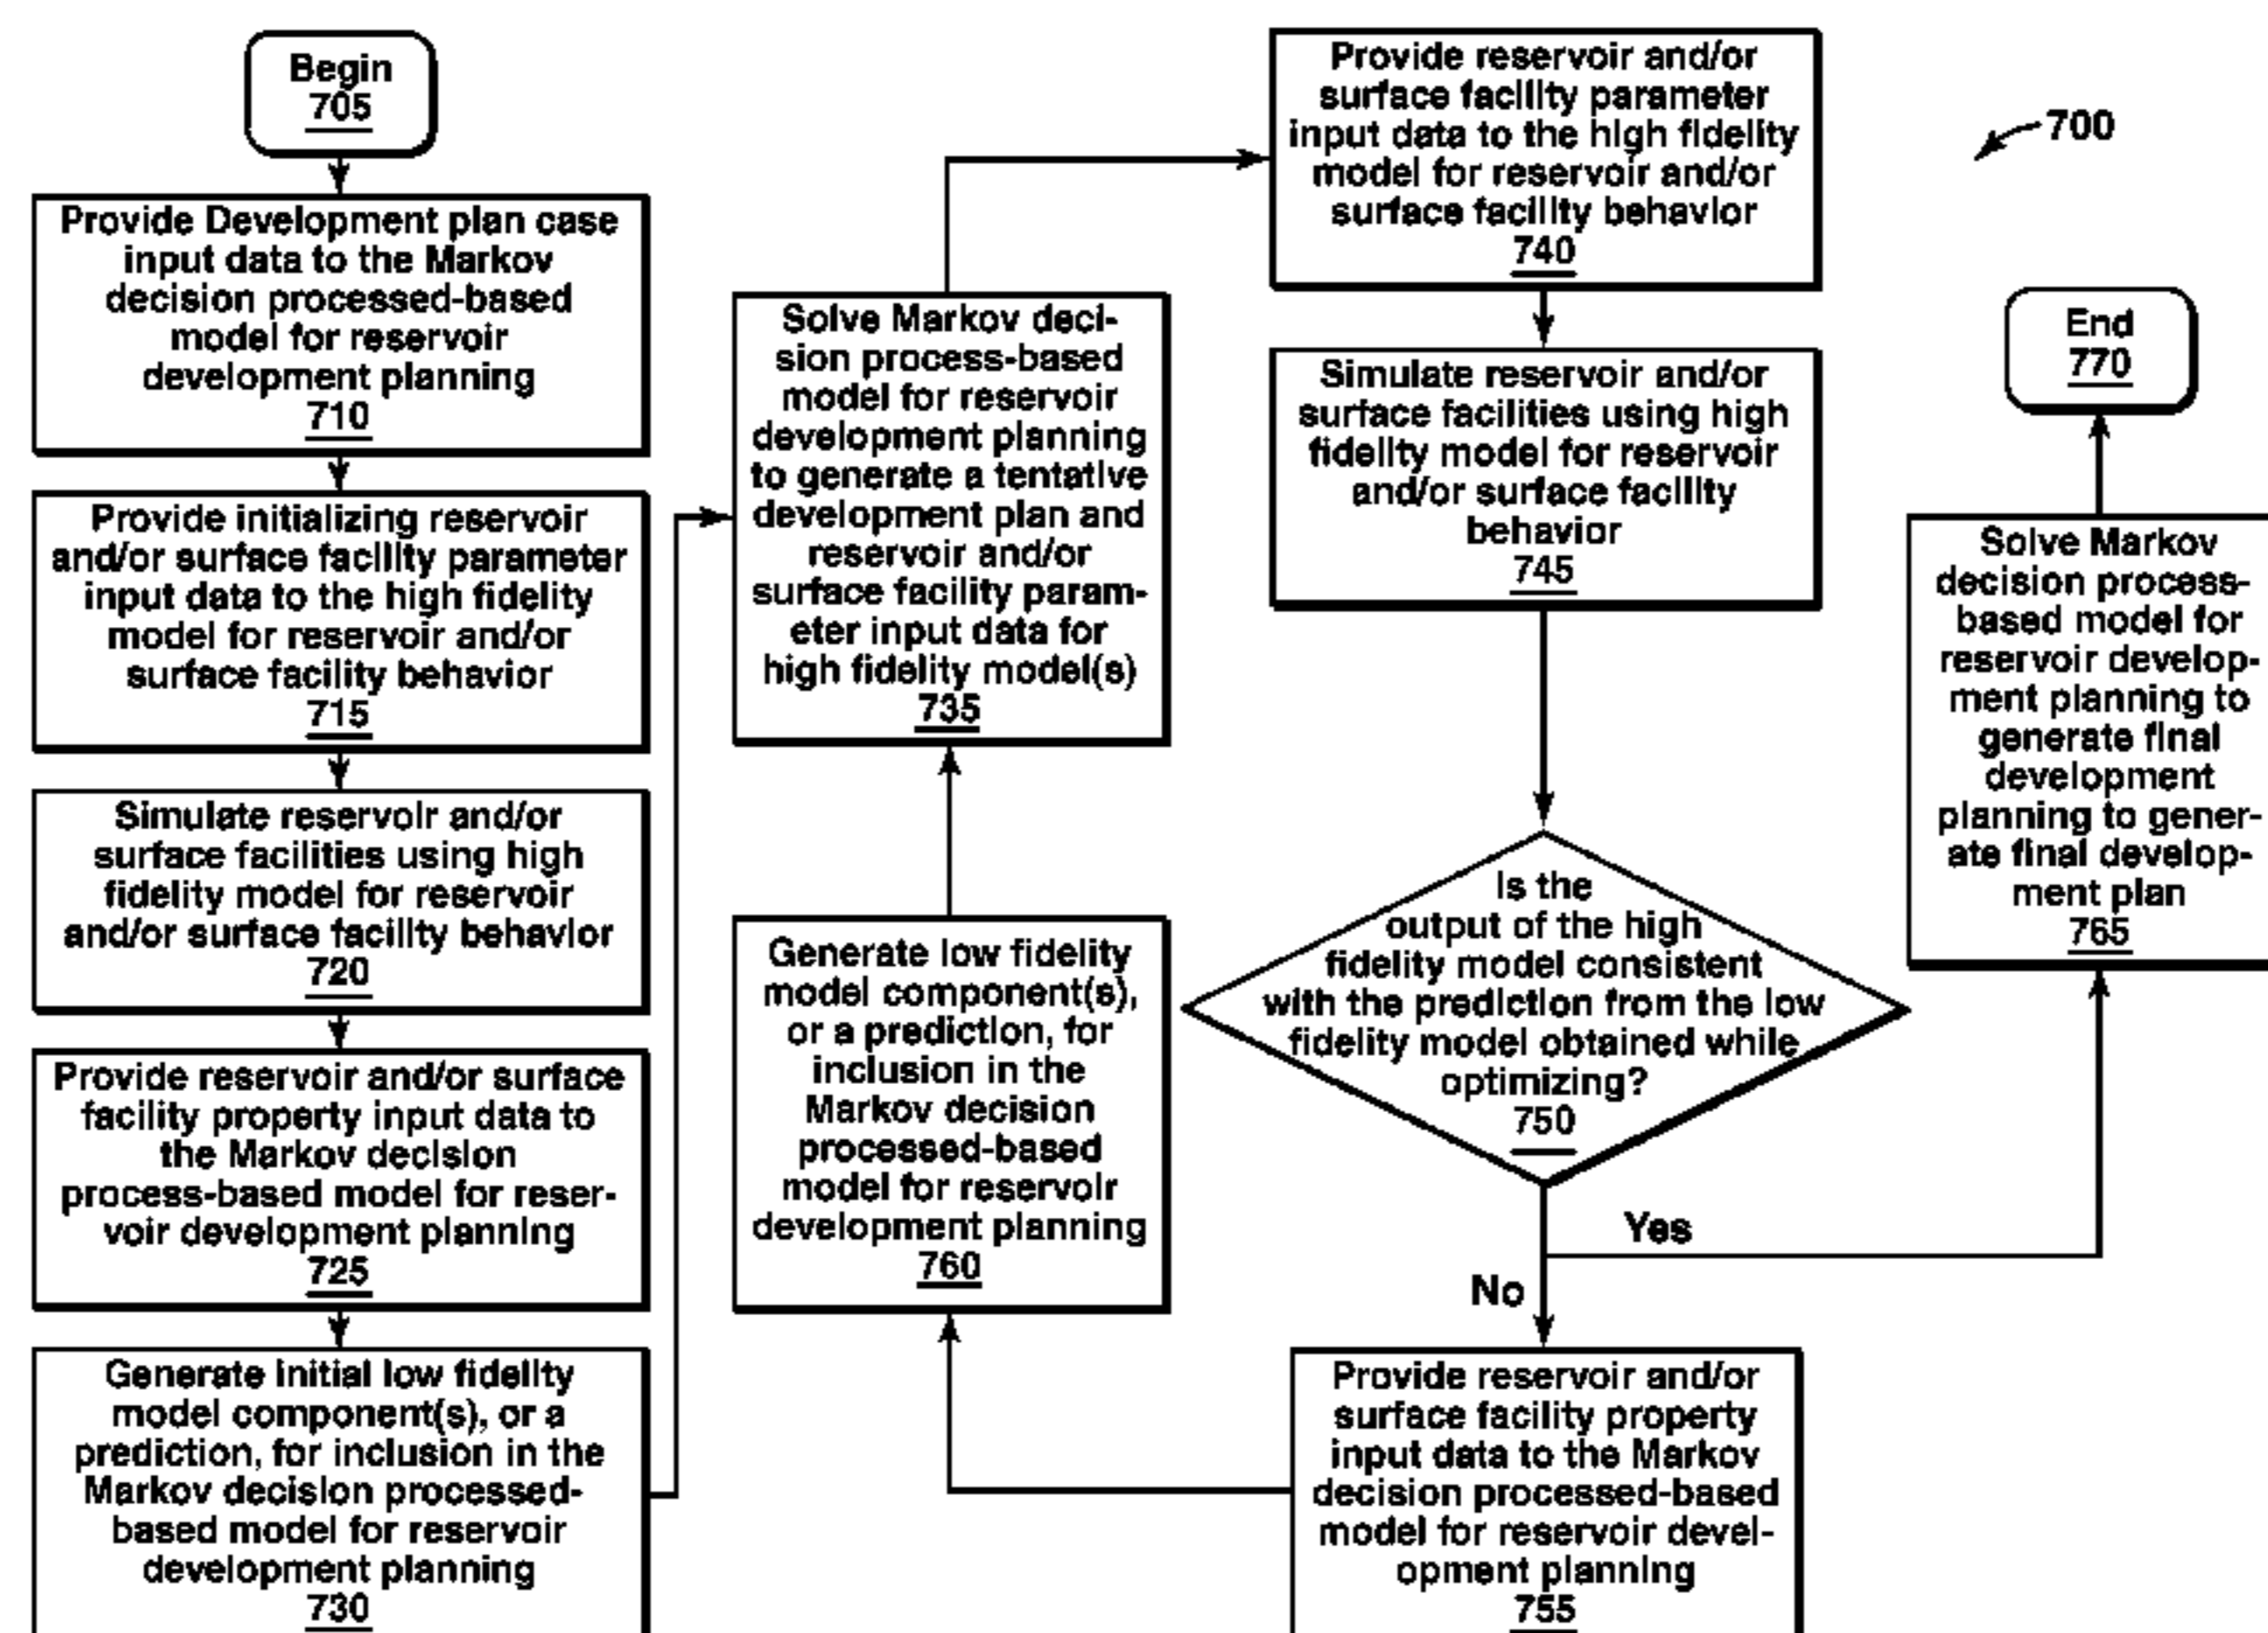 Begin
705
Provide Development plan case
input data to the Markov
decision processed-based
model for reservoir
development planning
710
Provide initializing reservoir
and/or surface facility parameter
input data to the high fidelity
model for reservoir and/or
surface facility behavior
715
Simulate reservoir and/or
surface facilities using high
fidelity model for reservoir
and/or surface facility behavior
720
Provide reservoir and/or surface
facility property input data to
the Markov decision
process-based model for reser-
voir development planning
725
Generate initial low fidelity
model component(s), or a
prediction, for inclusion in the
Markov decision processed-
based model for reservoir
development planning
730
Solve Markov deci-
sion process-based
model for reservoir
development planning
to generate a tentative
development plan and
reservoir and/or
surface facility param-
eter input data for
high fidelity model(s)
735
Provide reservoir and/or
surface facility parameter
input data to the high fidelity
model for reservoir and/or
surface facility behavior
740
Simulate reservoir and/or
surface facilities using high
fidelity model for reservoir
and/or surface facility
behavior
745
Is the
output of the high
fidelity model consistent
with the prediction from the low
fidelity model obtained while
optimizing?
750
Yes
No
Provide reservoir and/or
surface facility property
input data to the Markov
decision processed-based
model for reservoir devel-
opment planning
755
Generate low fidelity
model component(s),
or a prediction, for
inclusion in the
Markov decision
processed-based
model for reservoir
development planning
760
Solve Markov
decision process-
based model for
reservoir develop-
ment planning to
generate final
development
planning to gener-
ate final develop-
ment plan
765
End
770
700